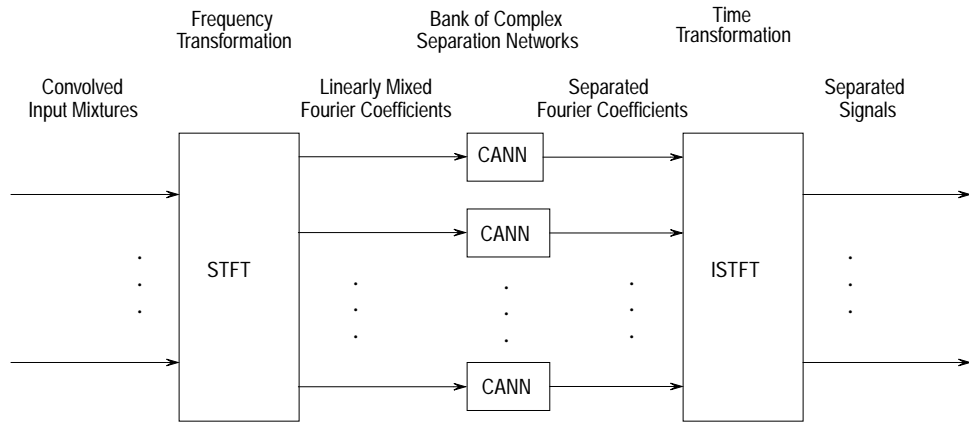 Frequency
Transformation
Bank of Complex
Separation Networks
Time
Transformation
Convolved
Input Mixtures
Linearly Mixed
Fourier Coefficients
Separated
Fourier Coefficients
Separated
Signals
CANN
CANN
STFT
ISTFT
CANN